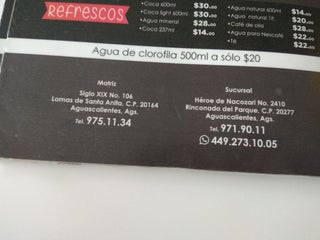 REFRESCOS
•Coca 600ml $30.00
•Coca light 600ml $30.00
•Agua mineral $28.00
•Coca 237ml $14.00
•Agua natural 600ml $14.00
•Agua natural 1lt. $20.00
•Café de olla $28.00
•Agua para Nescafé $22.00
•Té $22.00
Agua de clorofila 500ml a sólo $20
Matriz
Siglo XIX No. 106
Lomas de Santa Anita, C.P. 20164
Aguascalientes, Ags.
Tel. 975.11.34
Sucursal
Héroe de Nacozari No. 2410
Rinconada del Parque, C.P. 20277
Aguascalientes, Ags.
Tel. 971.90.11
449.273.10.05